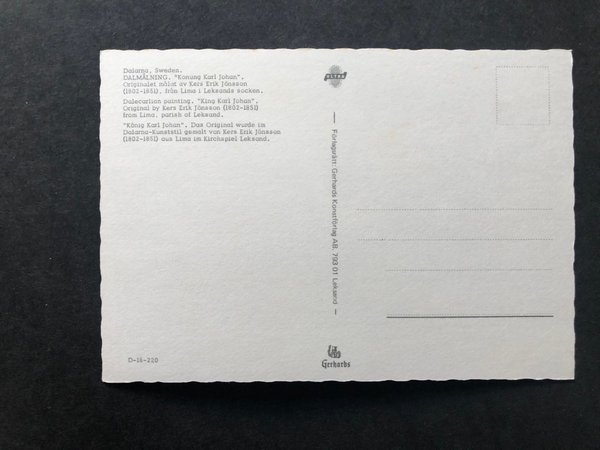 Dalarna, Sweden.
DALMÅLNING, "Konung Karl Johan".
Originalet målat av Kers Erik Jönsson
(1802-1851), från Lima i Leksands socken.
Dalecarlian painting, "King Karl Johan".
Original by Kers Erik Jönsson (1802-1851)
from Lima, parish of Leksand.
"König Karl Johan". Das Original wurde im
Dalarna-Kunststil gemalt von Kers Erik Jönsson
(1802-1851) aus Lima im Kirchspiel Leksand.
D-16-220
ULTRA
— Förlagsrätt: Gerhards Konstförlag AB, 793 01 Leksand —
Gerhards